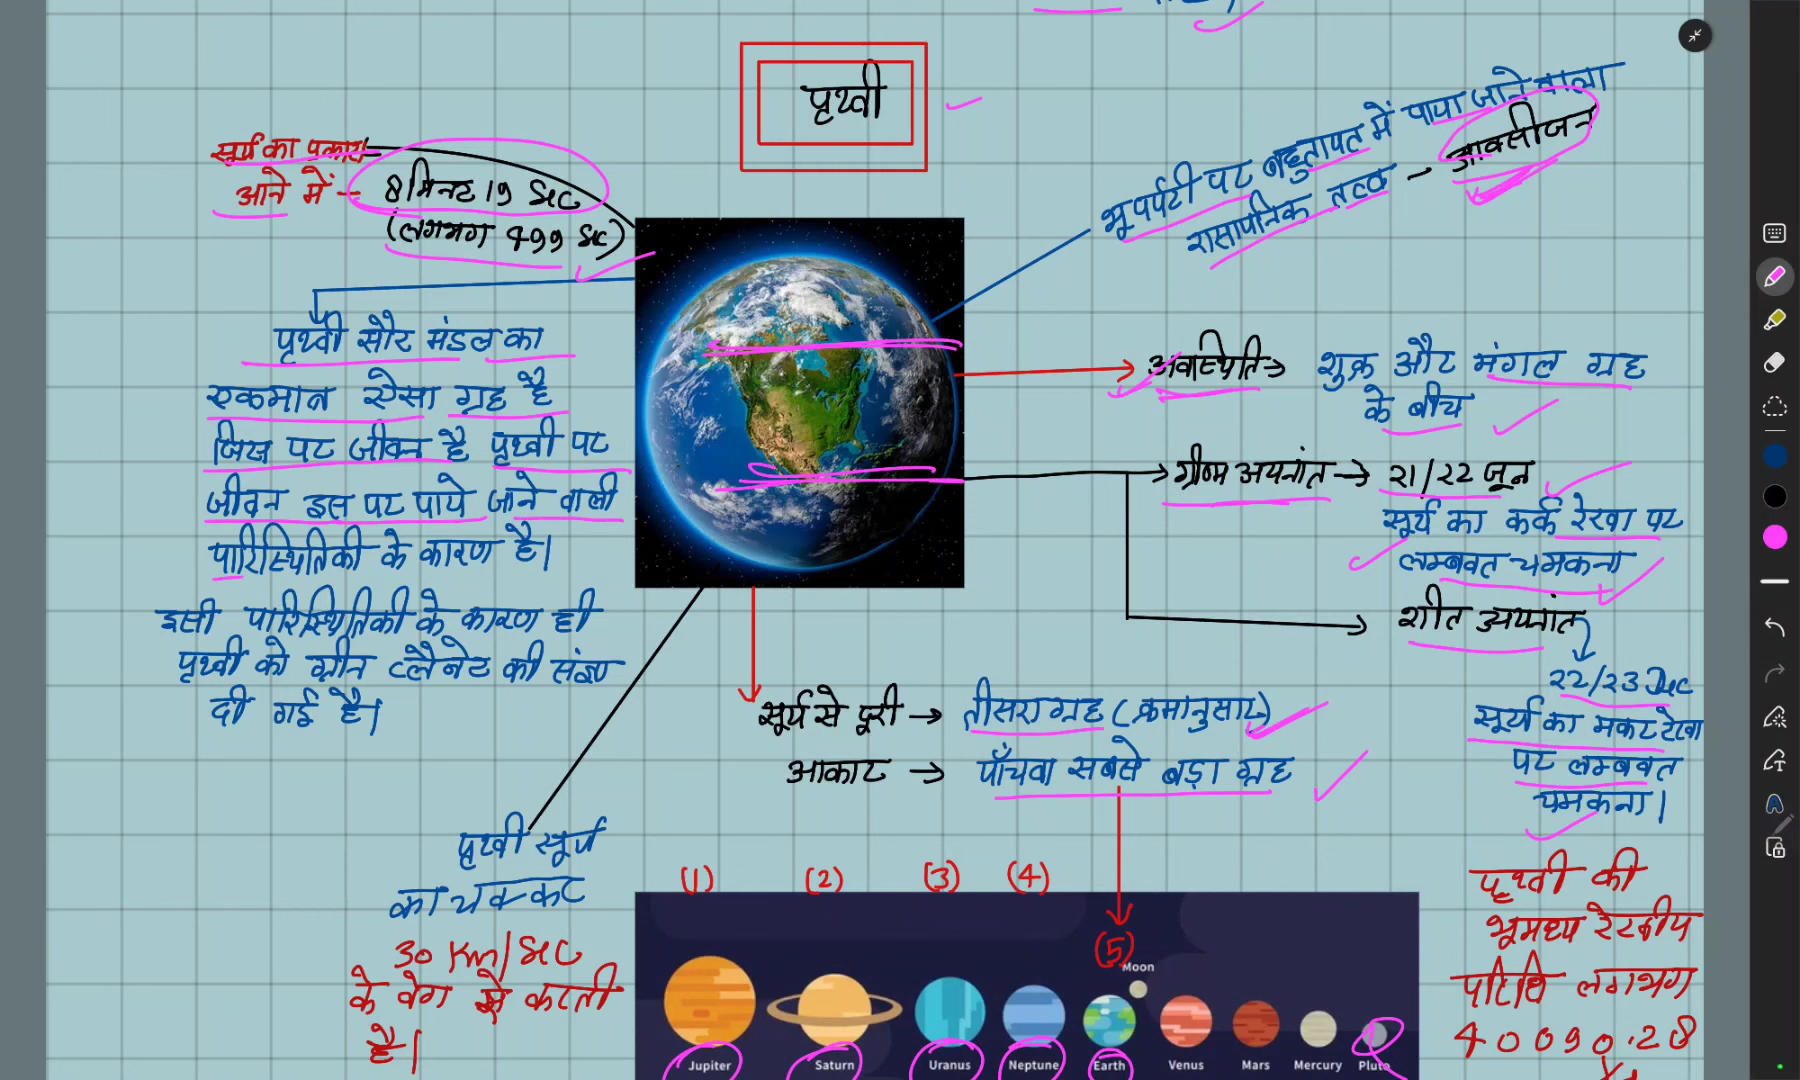 पृथ्वी
सूर्य का प्रकाश
आने में --
8 मिनट 19 Sec
(लगभग 499 Sec)
भूपर्पटी पर बहुतायत में पाया जाने वाला
रासायनिक तत्व - आक्सीजन
पृथ्वी सौर मंडल का
एकमात्र ऐसा ग्रह है
जिस पर जीवन है पृथ्वी पर
जीवन इस पर पाये जाने वाली
पारिस्थितिकी के कारण है।
इसी पारिस्थितिकी के कारण ही
पृथ्वी को ग्रीन प्लैनेट की संज्ञा
दी गई है।
अवस्थिति → शुक्र और मंगल ग्रह
के बीच
ग्रीष्म अयनांत → 21/22 जून
सूर्य का कर्क रेखा पर
लम्बवत चमकना
शीत अयनांत
22/23 Dec
सूर्य का मकर रेखा
पर लम्बवत
चमकना।
सूर्य से दूरी → तीसरा ग्रह (क्रमानुसार)
आकार → पाँचवा सबसे बड़ा ग्रह
पृथ्वी सूर्य
का चक्कर
30 Km/Sec
के वेग से करती
है।
(1) (2) (3) (4)
(5)
Moon
Jupiter Saturn Uranus Neptune Earth Venus Mars Mercury Pluto
पृथ्वी की
भूमध्य रेखीय
परिधि लगभग
40090.28